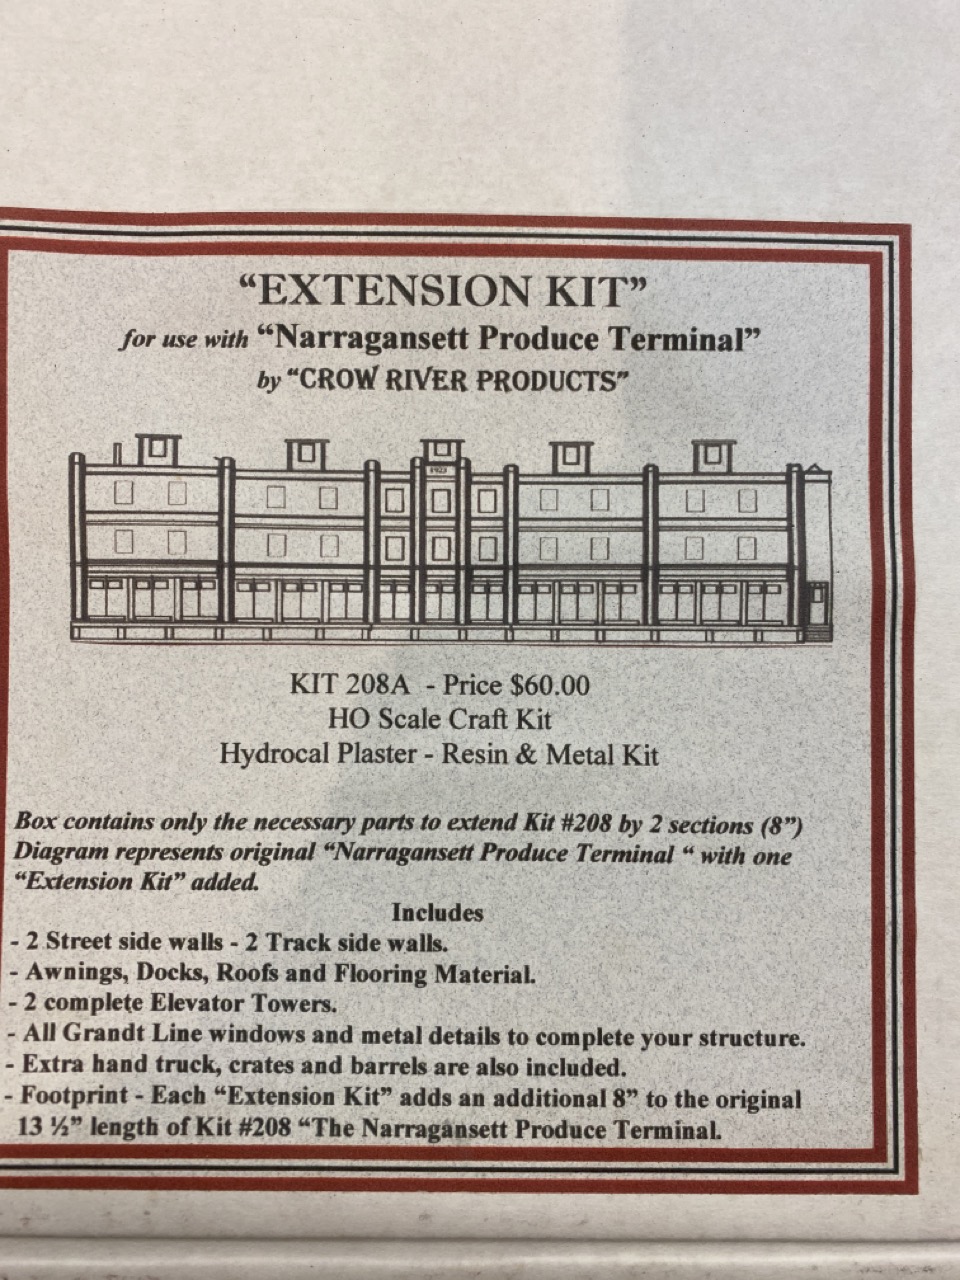 “EXTENSION KIT”
for use with “Narragansett Produce Terminal”
by “CROW RIVER PRODUCTS”
1923
KIT 208A - Price $60.00
HO Scale Craft Kit
Hydrocal Plaster - Resin & Metal Kit
Box contains only the necessary parts to extend Kit #208 by 2 sections (8”)
Diagram represents original “Narragansett Produce Terminal “ with one
“Extension Kit” added.
Includes
- 2 Street side walls - 2 Track side walls.
- Awnings, Docks, Roofs and Flooring Material.
- 2 complete Elevator Towers.
- All Grandt Line windows and metal details to complete your structure.
- Extra hand truck, crates and barrels are also included.
- Footprint - Each “Extension Kit” adds an additional 8” to the original
13 ½” length of Kit #208 “The Narragansett Produce Terminal.